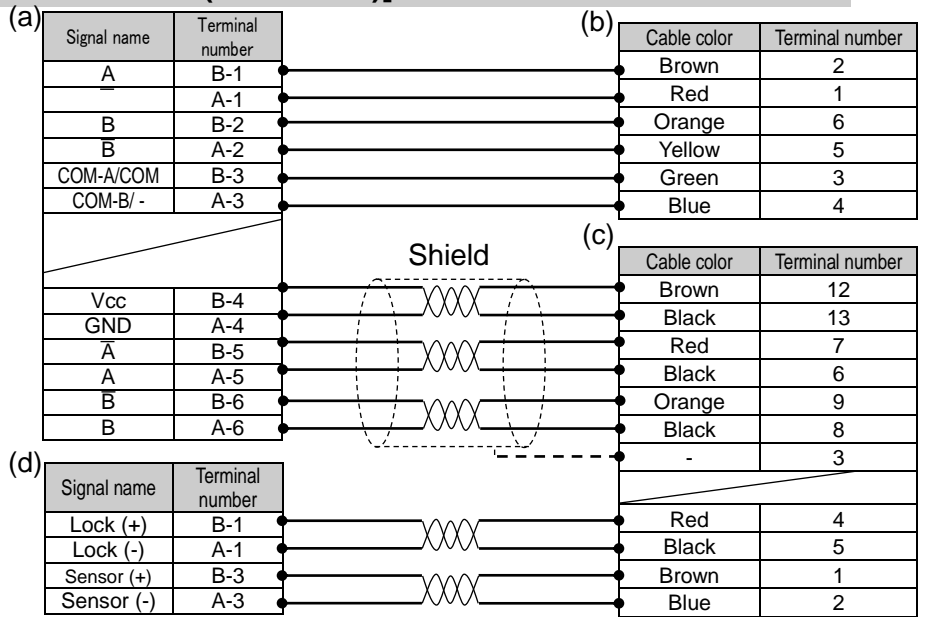 (a)
Signal name Terminal number
A B-1
‾ A-1
B B-2
B̅ A-2
COM-A/COM B-3
COM-B/ - A-3
Vcc B-4
GND A-4
A̅ B-5
A A-5
B̅ B-6
B A-6
(b)
Cable color Terminal number
Brown 2
Red 1
Orange 6
Yellow 5
Green 3
Blue 4
Shield
(c)
Cable color Terminal number
Brown 12
Black 13
Red 7
Black 6
Orange 9
Black 8
- 3
Red 4
Black 5
Brown 1
Blue 2
(d)
Signal name Terminal number
Lock (+) B-1
Lock (-) A-1
Sensor (+) B-3
Sensor (-) A-3